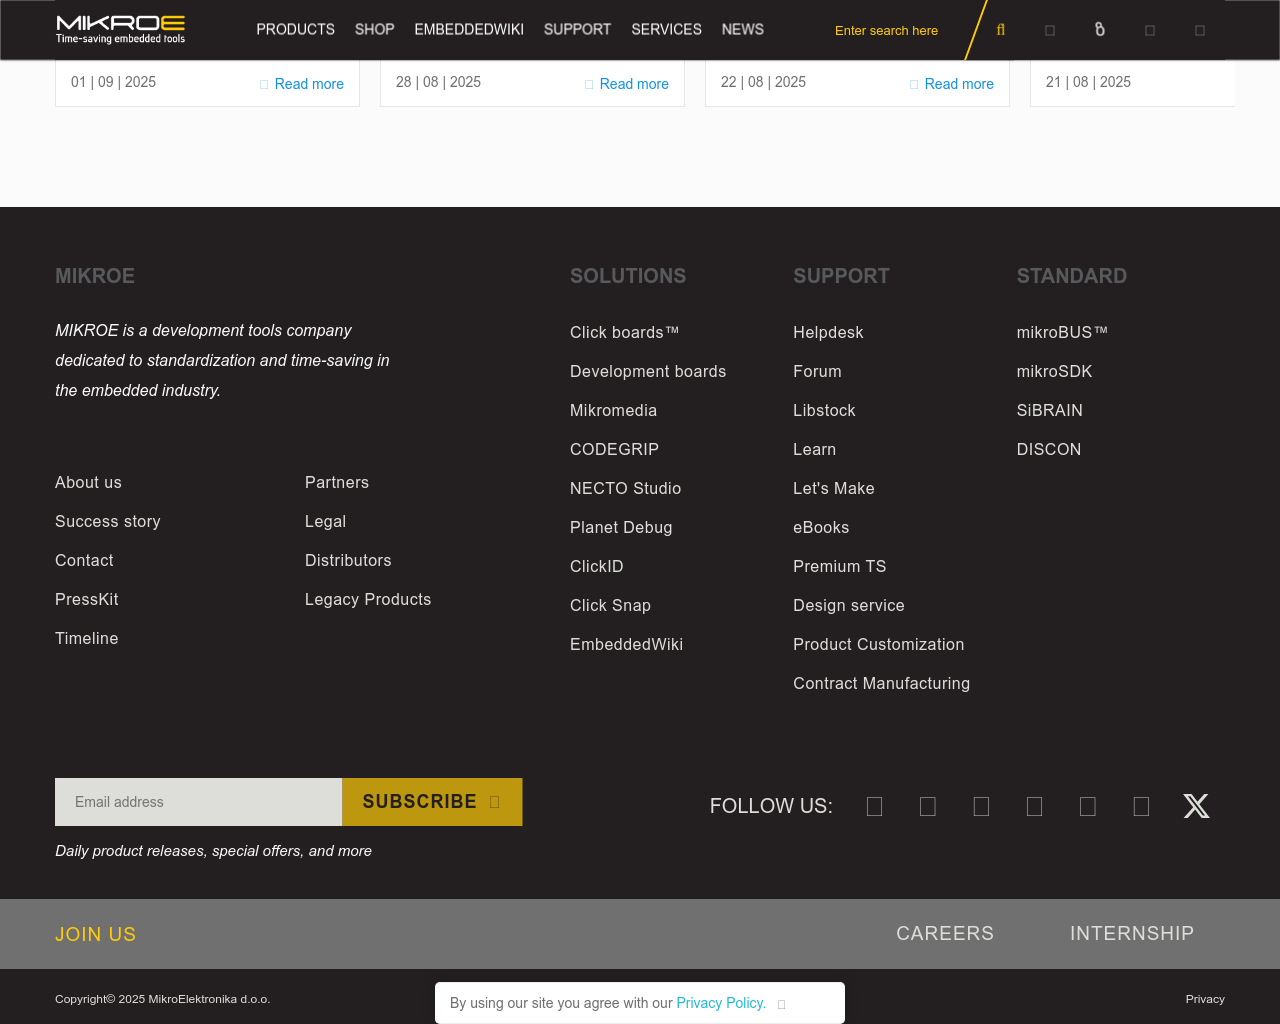 MIKROE
Time-saving embedded tools
PRODUCTS SHOP EMBEDDEDWIKI SUPPORT SERVICES NEWS
Enter search here
01 | 09 | 2025 Read more
28 | 08 | 2025 Read more
22 | 08 | 2025 Read more
21 | 08 | 2025
MIKROE
MIKROE is a development tools company
dedicated to standardization and time-saving in
the embedded industry.
About us
Success story
Contact
PressKit
Timeline
Partners
Legal
Distributors
Legacy Products
SOLUTIONS
Click boards™
Development boards
Mikromedia
CODEGRIP
NECTO Studio
Planet Debug
ClickID
Click Snap
EmbeddedWiki
SUPPORT
Helpdesk
Forum
Libstock
Learn
Let's Make
eBooks
Premium TS
Design service
Product Customization
Contract Manufacturing
STANDARD
mikroBUS™
mikroSDK
SiBRAIN
DISCON
Email address
SUBSCRIBE
Daily product releases, special offers, and more
FOLLOW US:
JOIN US
CAREERS
INTERNSHIP
Copyright© 2025 MikroElektronika d.o.o.
By using our site you agree with our Privacy Policy.
Privacy